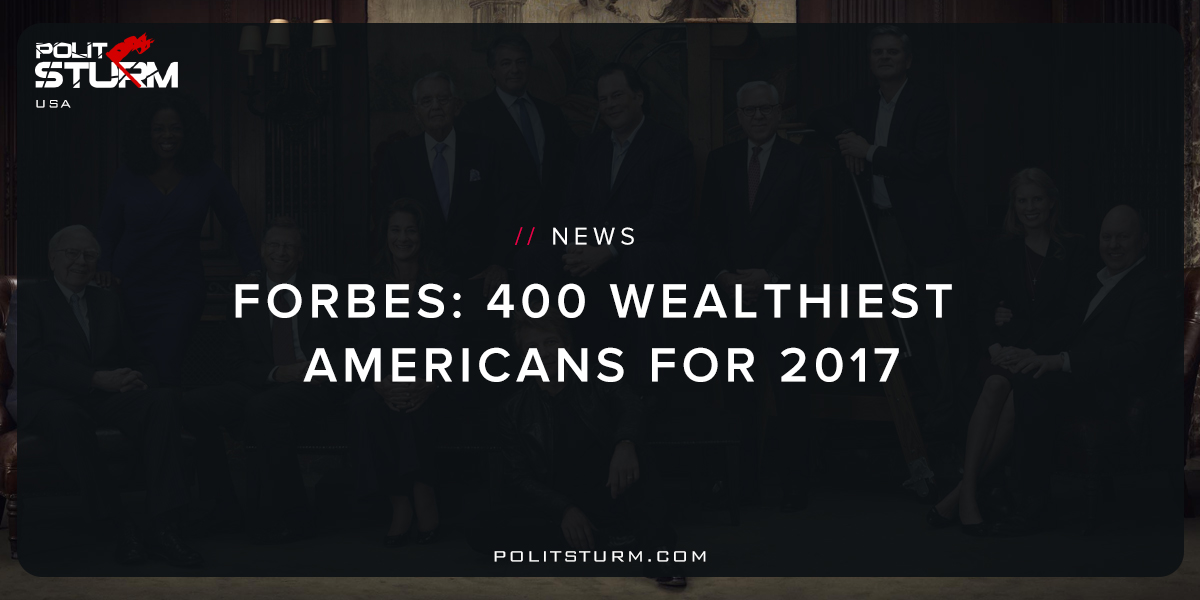 POLIT
STURM
USA
// NEWS
FORBES: 400 WEALTHIEST
AMERICANS FOR 2017
POLITSTURM.COM